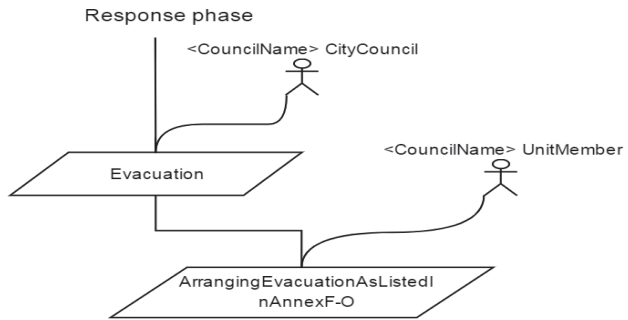 Response phase
<CouncilName> CityCouncil
Evacuation
<CouncilName> UnitMember
ArrangingEvacuationAsListedI
nAnnexF-O